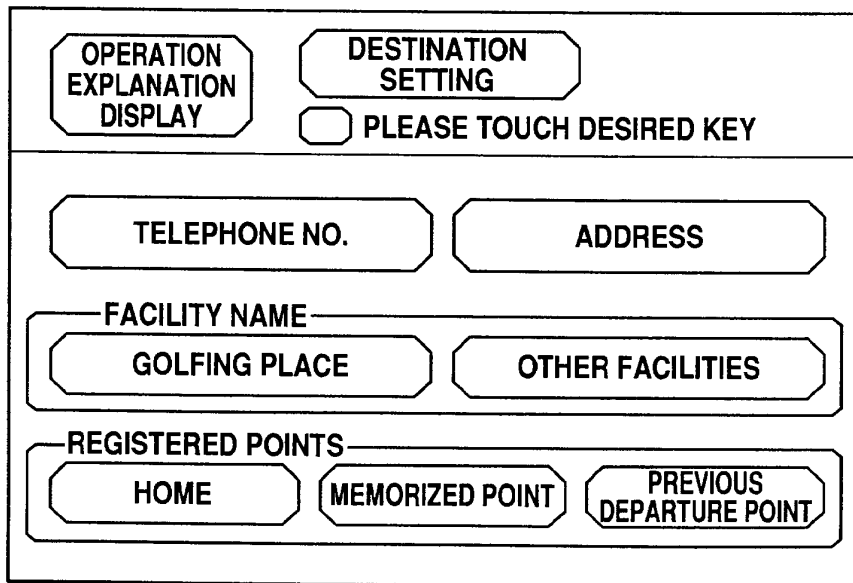 OPERATION
EXPLANATION
DISPLAY
DESTINATION
SETTING
PLEASE TOUCH DESIRED KEY
TELEPHONE NO.
ADDRESS
FACILITY NAME
GOLFING PLACE
OTHER FACILITIES
REGISTERED POINTS
HOME
MEMORIZED POINT
PREVIOUS
DEPARTURE POINT